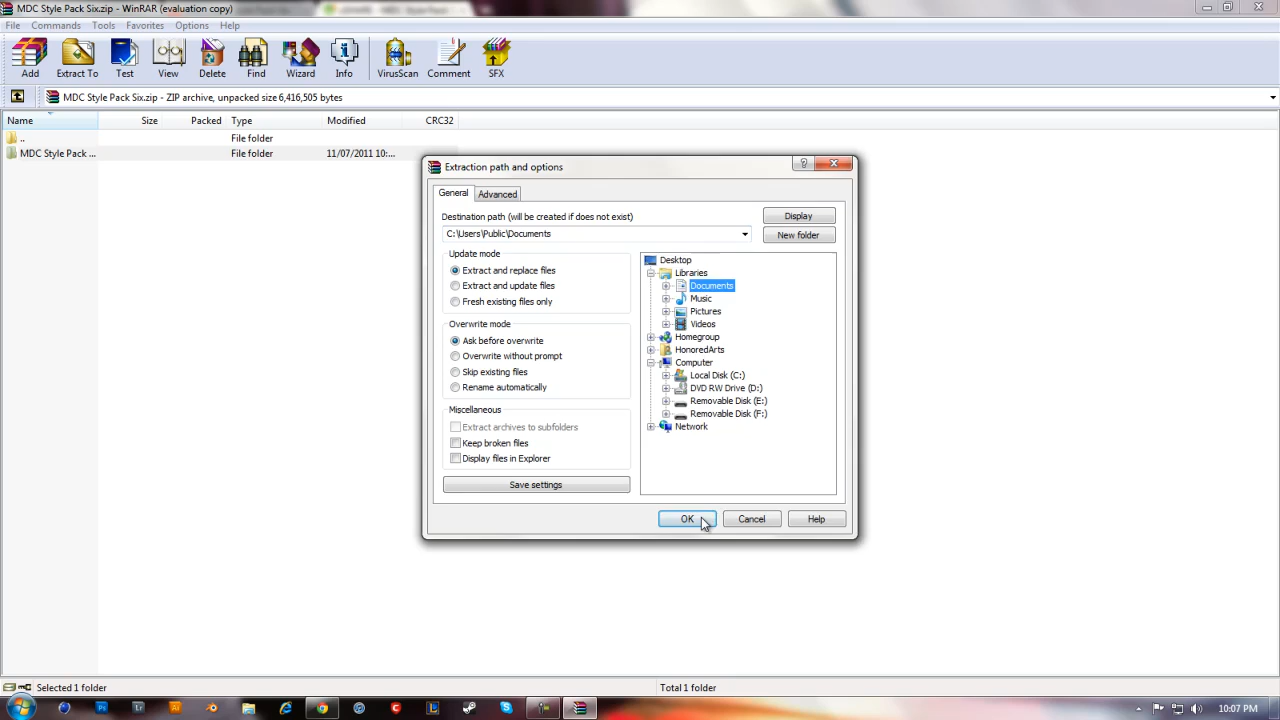 MDC Style Pack Six.zip - WinRAR (evaluation copy)
File Commands Tools Favorites Options Help
Add Extract To Test View Delete Find Wizard Info VirusScan Comment SFX
MDC Style Pack Six.zip - ZIP archive, unpacked size 6,416,505 bytes
Name Size Packed Type Modified CRC32
.. File folder
MDC Style Pack ... File folder 11/07/2011 10:...
Extraction path and options
General Advanced
Destination path (will be created if does not exist)
Display
C:\Users\Public\Documents
New folder
Update mode
Extract and replace files
Extract and update files
Fresh existing files only
Overwrite mode
Ask before overwrite
Overwrite without prompt
Skip existing files
Rename automatically
Miscellaneous
Extract archives to subfolders
Keep broken files
Display files in Explorer
Save settings
Desktop
Libraries
Documents
Music
Pictures
Videos
Homegroup
HonoredArts
Computer
Local Disk (C:)
DVD RW Drive (D:)
Removable Disk (E:)
Removable Disk (F:)
Network
OK Cancel Help
Selected 1 folder
Total 1 folder
10:07 PM